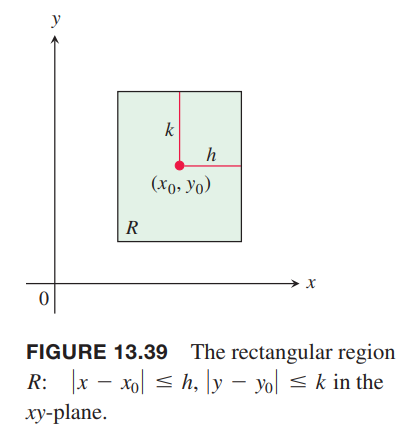 y
k
h
(x₀, y₀)
R
x
0
FIGURE 13.39 The rectangular region
R: |x − x₀| ≤ h, |y − y₀| ≤ k in the
xy-plane.